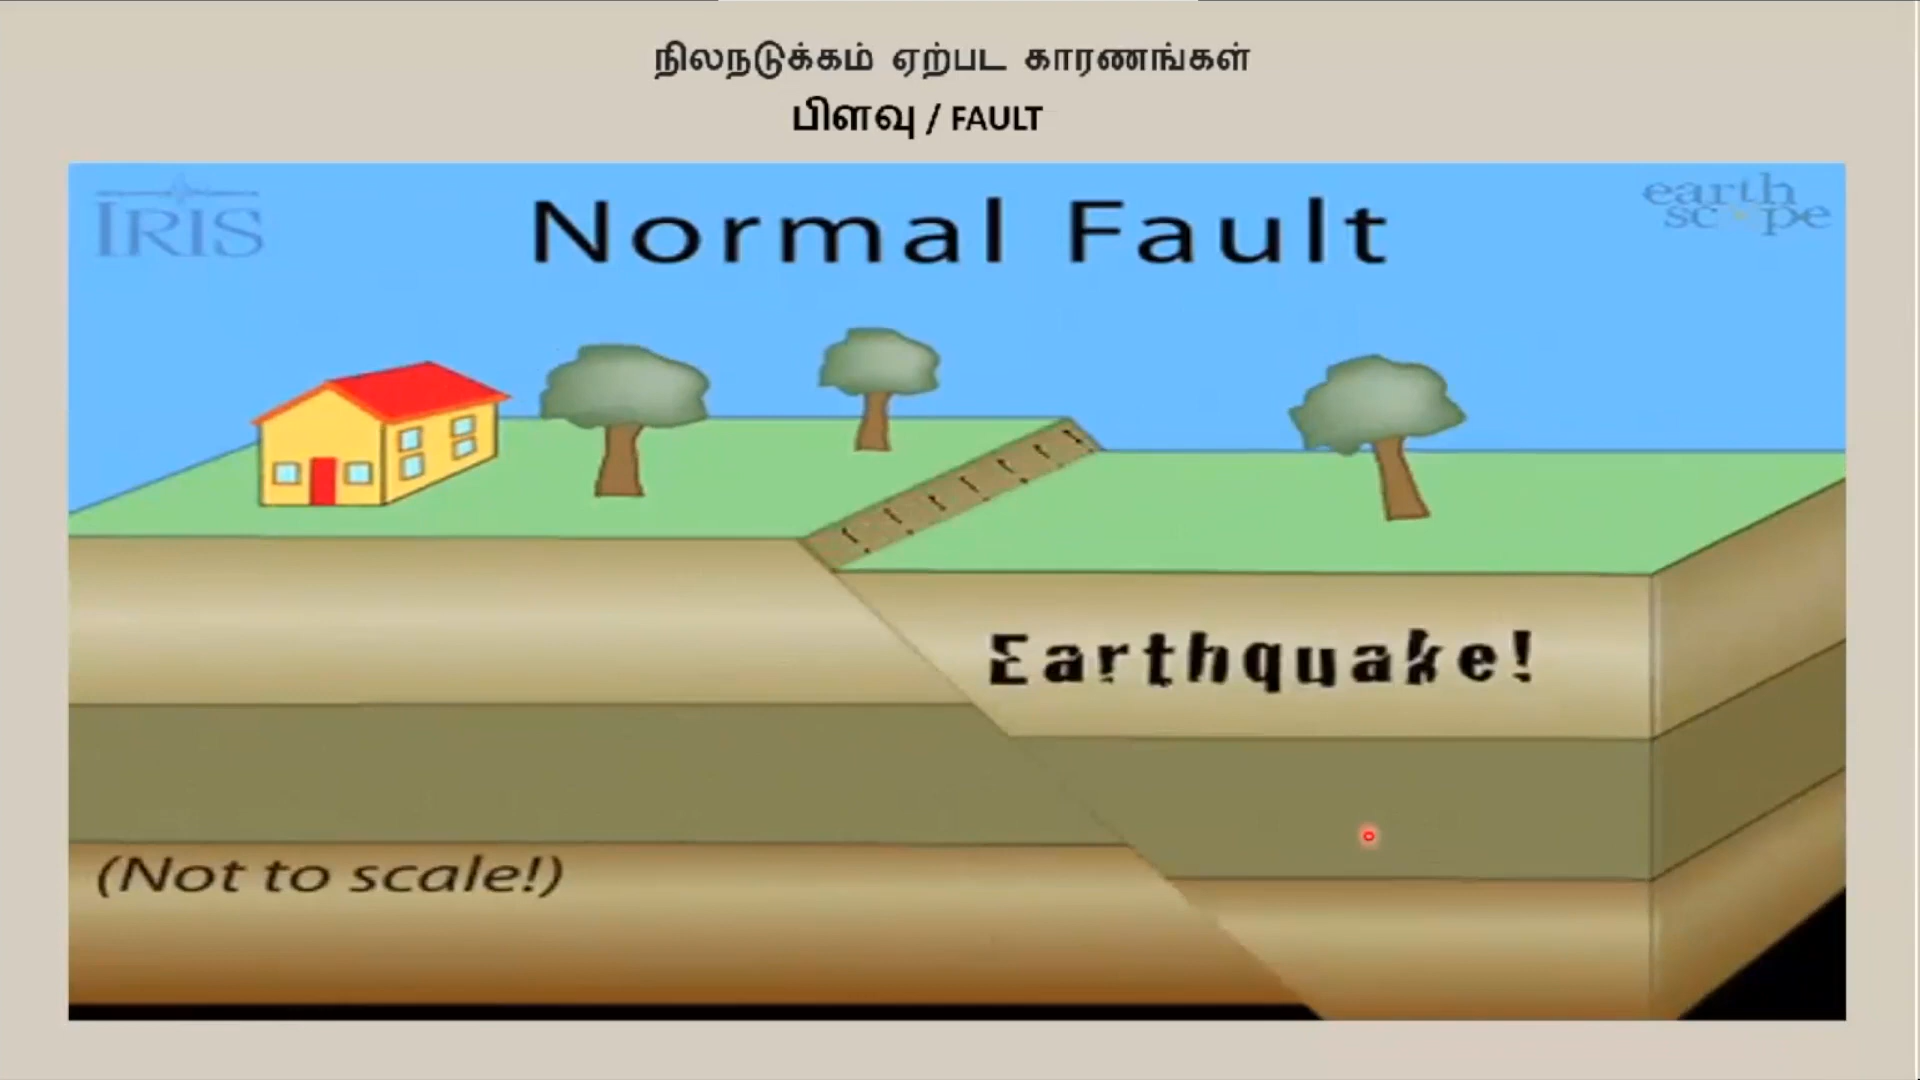 நிலநடுக்கம் ஏற்பட காரணங்கள்
பிளவு / FAULT
IRIS
Normal Fault
earth
scope
Earthquake!
(Not to scale!)